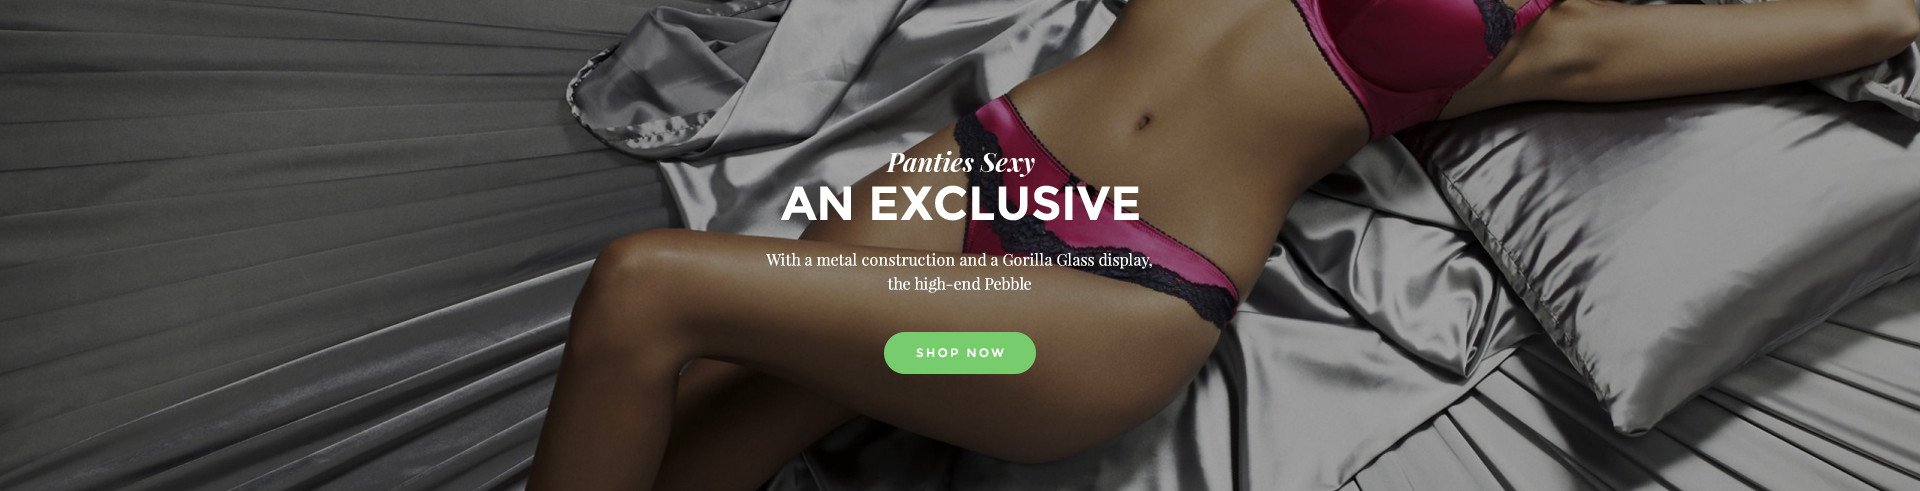 Panties Sexy
AN EXCLUSIVE
With a metal construction and a Gorilla Glass display,
the high-end Pebble
SHOP NOW